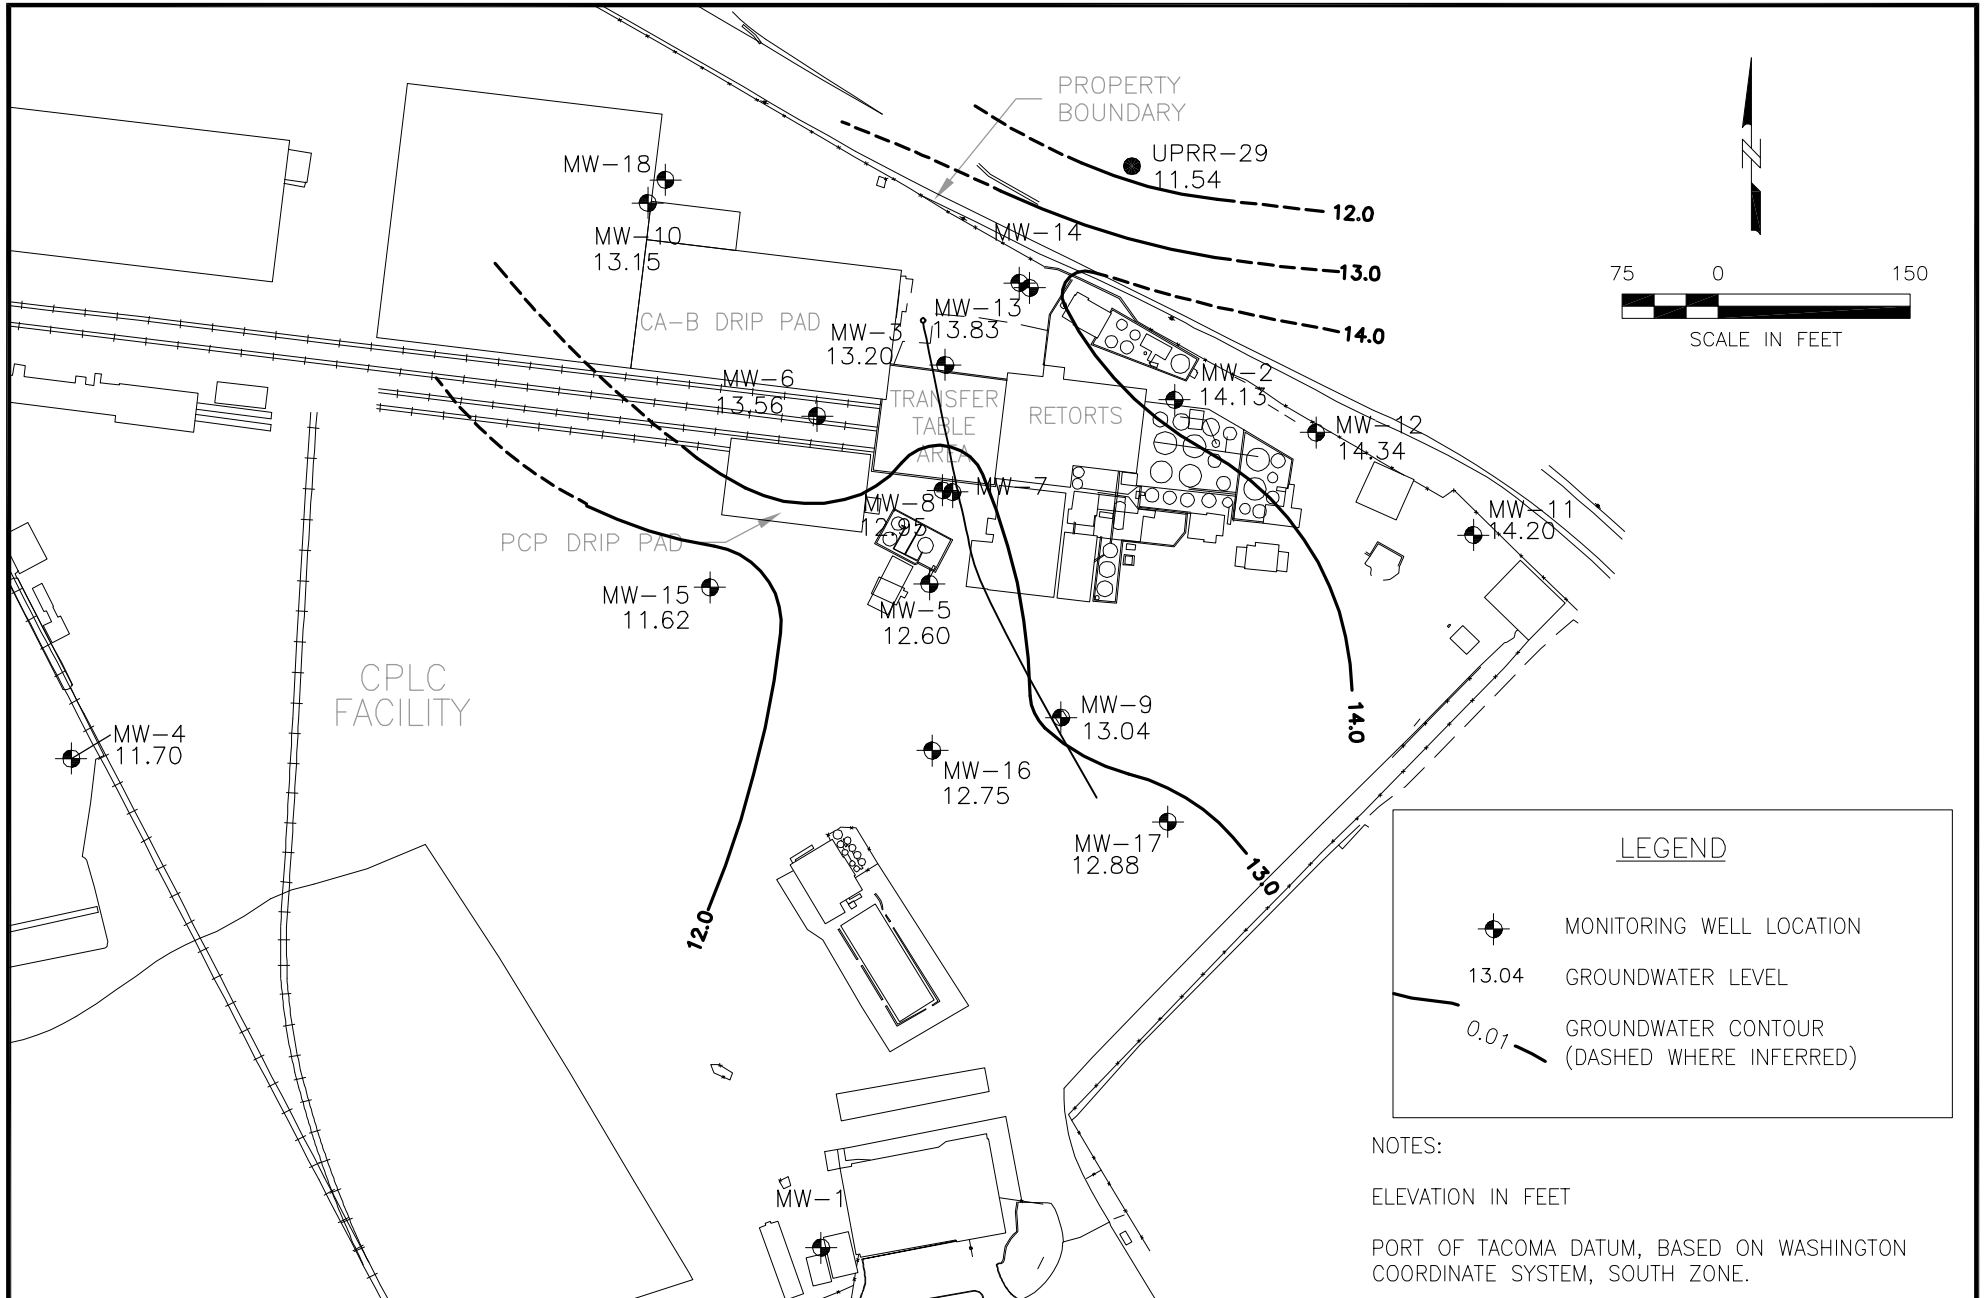 PROPERTY
BOUNDARY
UPRR-29
11.54
12.0
MW-18
MW-10
13.15
MW-14
13.0
75 0 150
SCALE IN FEET
MW-13
13.83
14.0
CA-B DRIP PAD
MW-3
13.20
MW-6
13.56
TRANSFER
TABLE
AREA
RETORTS
MW-2
14.13
MW-12
14.34
MW-7
MW-8
12.95
MW-11
14.20
PCP DRIP PAD
MW-15
11.62
MW-5
12.60
CPLC
FACILITY
MW-4
11.70
MW-9
13.04
14.0
MW-16
12.75
MW-17
12.88
13.0
12.0
MW-1
N
LEGEND
MONITORING WELL LOCATION
13.04 GROUNDWATER LEVEL
0.01 GROUNDWATER CONTOUR
(DASHED WHERE INFERRED)
NOTES:
ELEVATION IN FEET
PORT OF TACOMA DATUM, BASED ON WASHINGTON
COORDINATE SYSTEM, SOUTH ZONE.